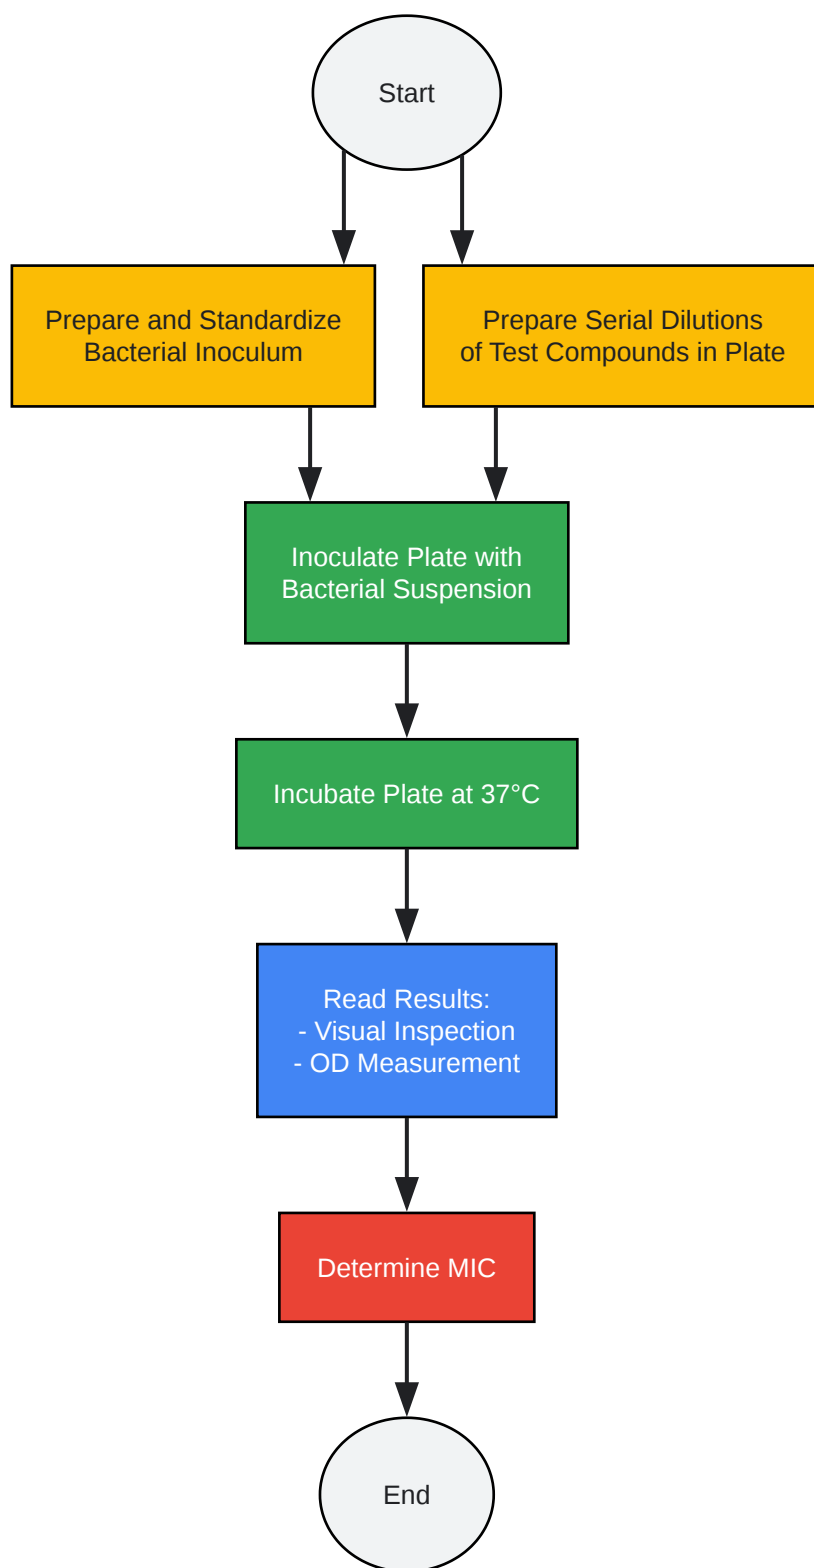 Start
Prepare and Standardize
Bacterial Inoculum
Prepare Serial Dilutions
of Test Compounds in Plate
Inoculate Plate with
Bacterial Suspension
Incubate Plate at 37°C
Read Results:
- Visual Inspection
- OD Measurement
Determine MIC
End